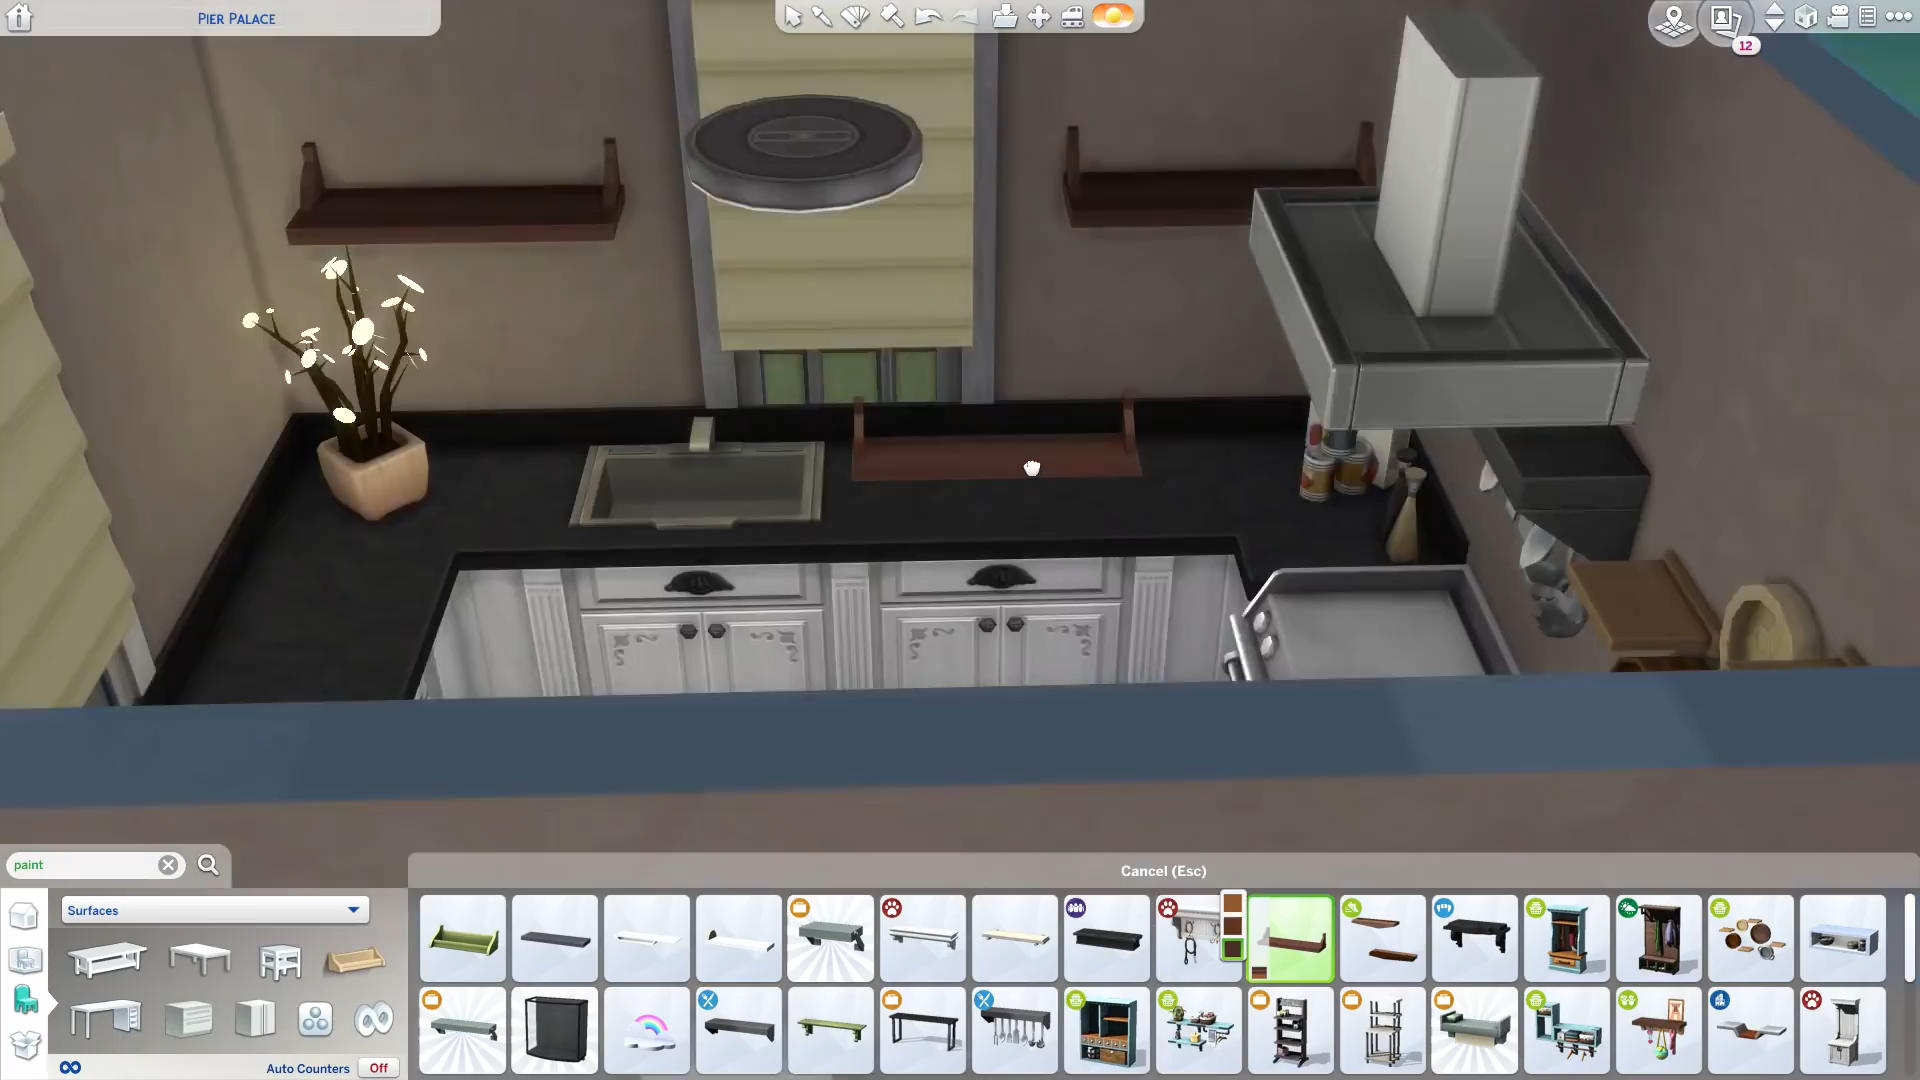 PIER PALACE
12
paint
Cancel (Esc)
Surfaces
Auto Counters
Off